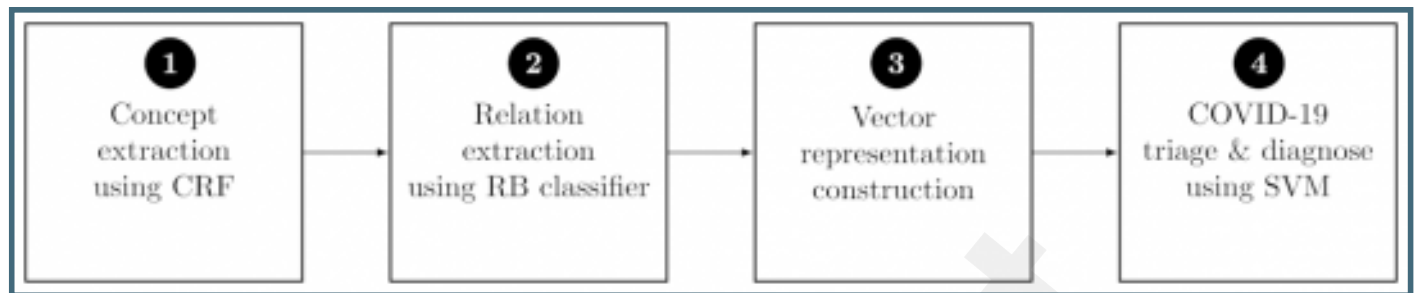 1
Concept
extraction
using CRF
2
Relation
extraction
using RB classifier
3
Vector
representation
construction
4
COVID-19
triage & diagnose
using SVM